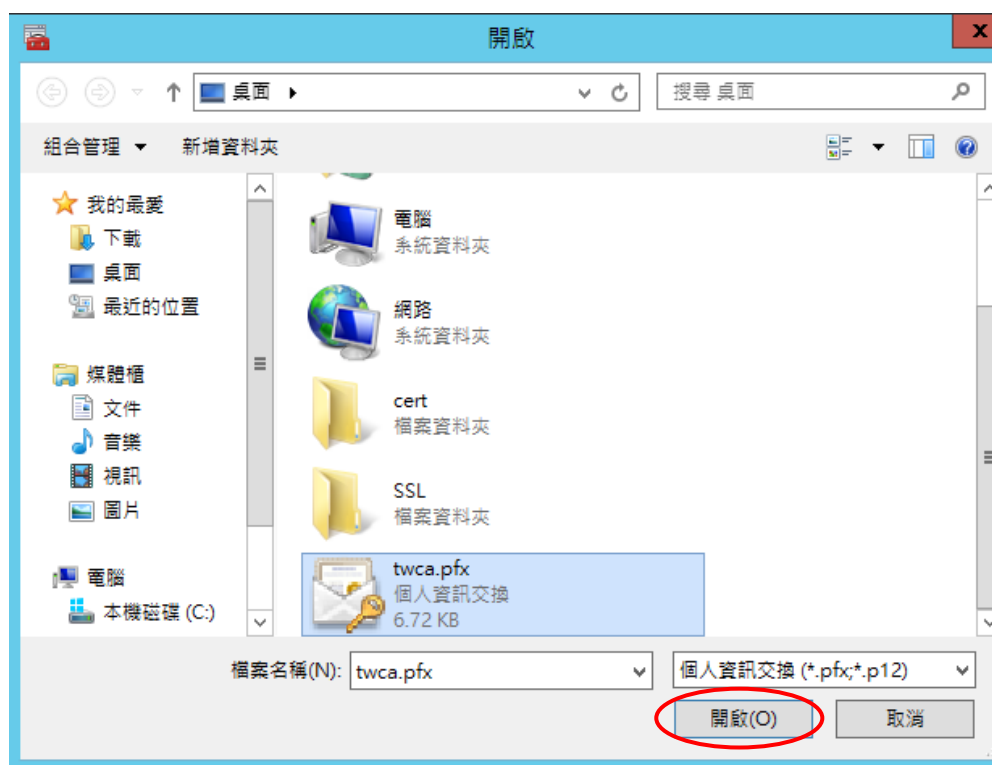 開啟
桌面
搜尋 桌面
組合管理
新增資料夾
我的最愛
下載
桌面
最近的位置
媒體櫃
文件
音樂
視訊
圖片
電腦
本機磁碟 (C:)
電腦
系統資料夾
網路
系統資料夾
cert
檔案資料夾
SSL
檔案資料夾
twca.pfx
個人資訊交換
6.72 KB
檔案名稱(N): twca.pfx
個人資訊交換 (*.pfx;*.p12)
開啟(O) 取消